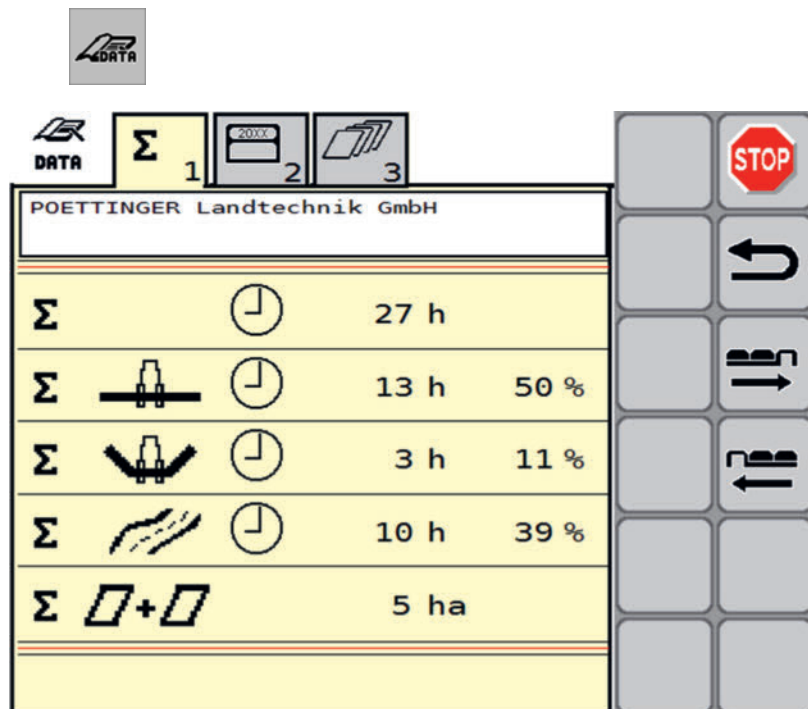 DATA
DATA
Σ 1
20XX 2
3
STOP
POETTINGER Landtechnik GmbH
Σ 27 h
Σ 13 h 50 %
Σ 3 h 11 %
Σ 10 h 39 %
Σ + 5 ha